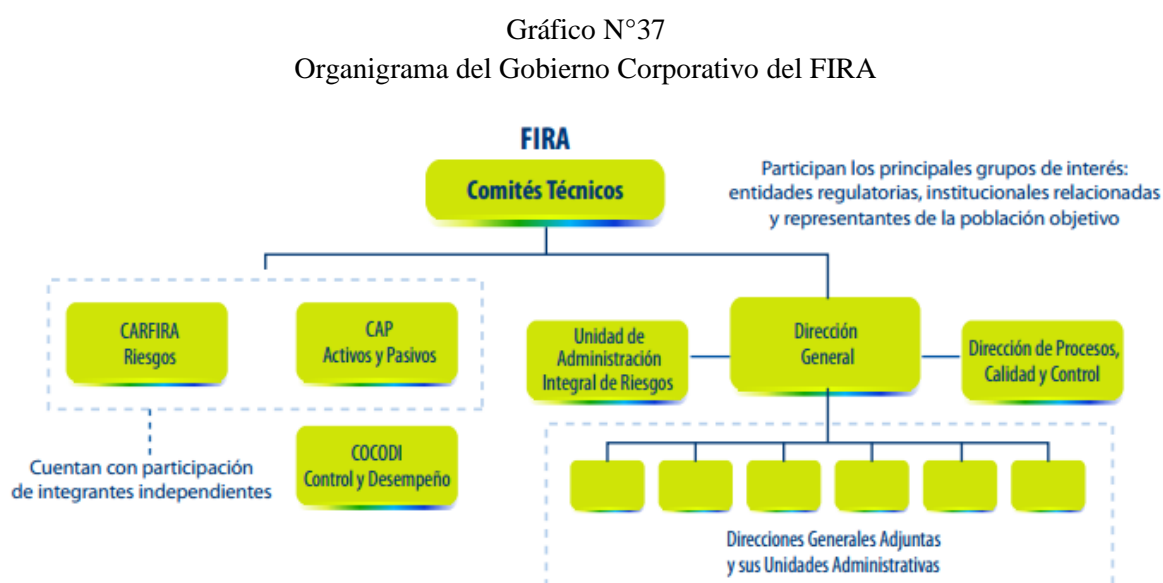 Gráfico N°37
Organigrama del Gobierno Corporativo del FIRA
FIRA
Comités Técnicos
Participan los principales grupos de interés:
entidades regulatorias, institucionales relacionadas
y representantes de la población objetivo
CARFIRA
Riesgos
CAP
Activos y Pasivos
Unidad de
Administración
Integral de Riesgos
Dirección
General
Dirección de Procesos,
Calidad y Control
Cuentan con participación
de integrantes independientes
COCODI
Control y Desempeño
Direcciones Generales Adjuntas
y sus Unidades Administrativas